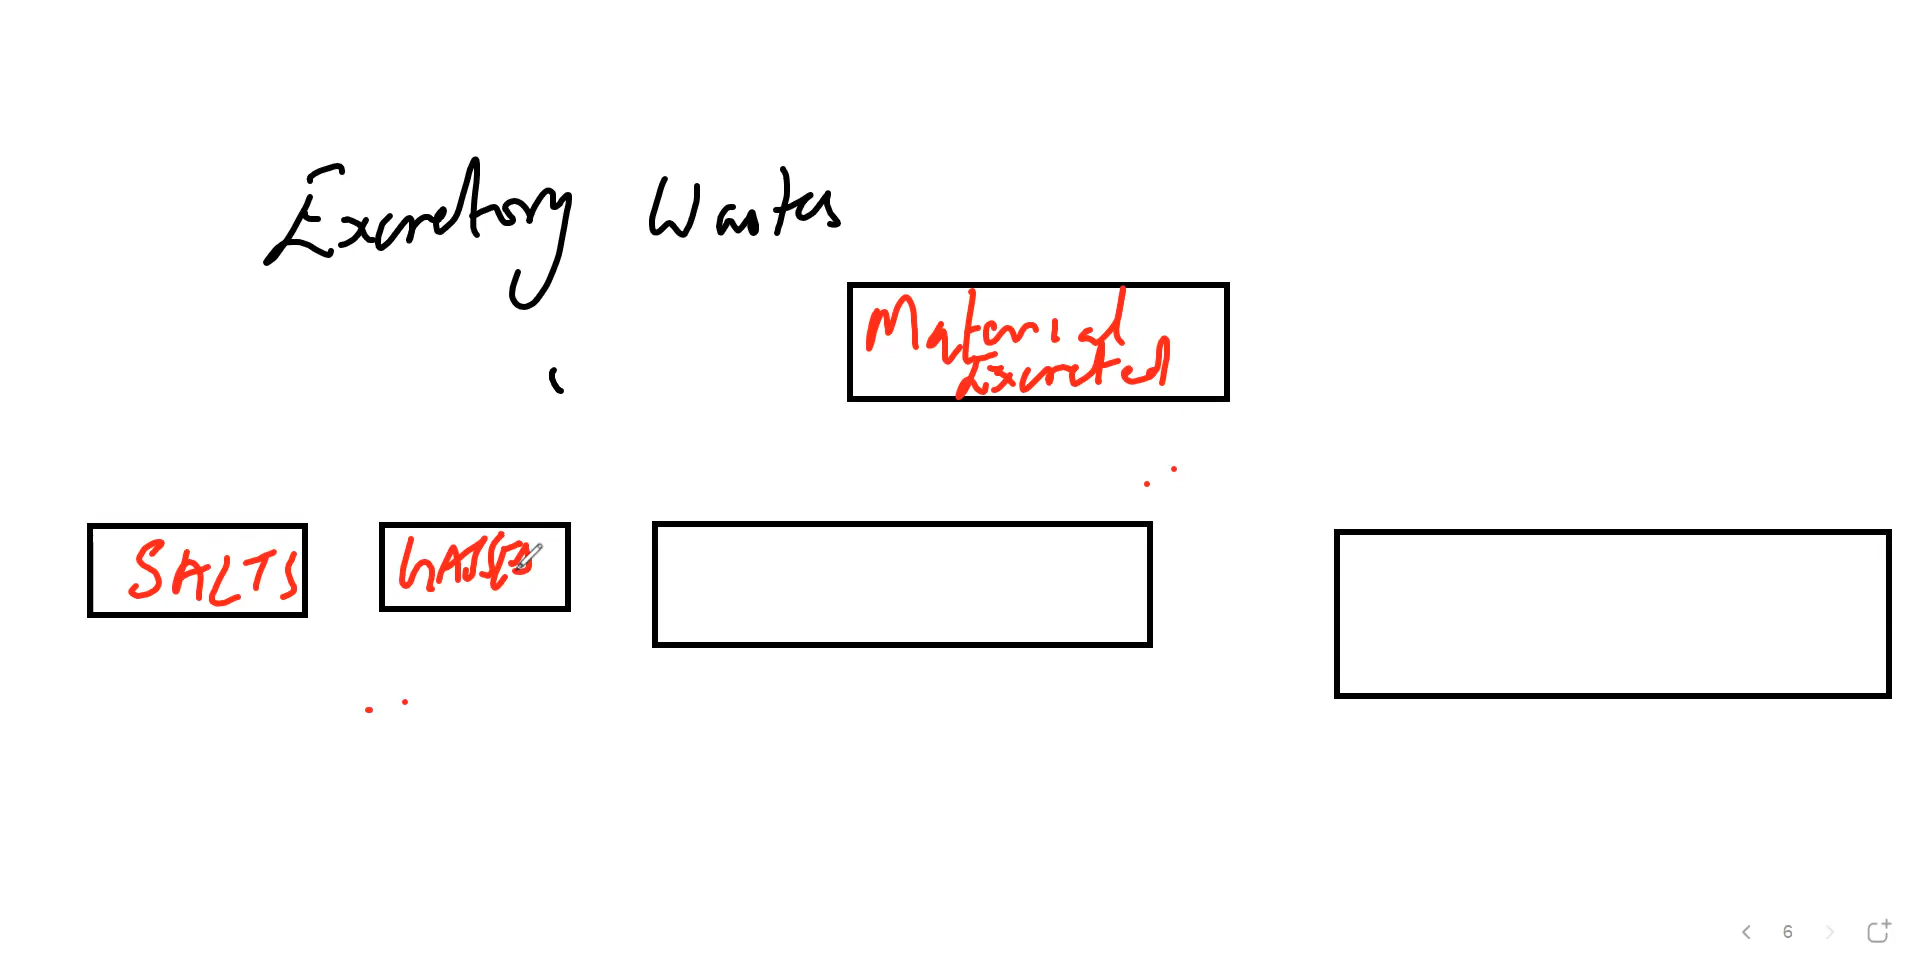 Excretory Wastes
Material
Excreted
SALTS
GASES
6